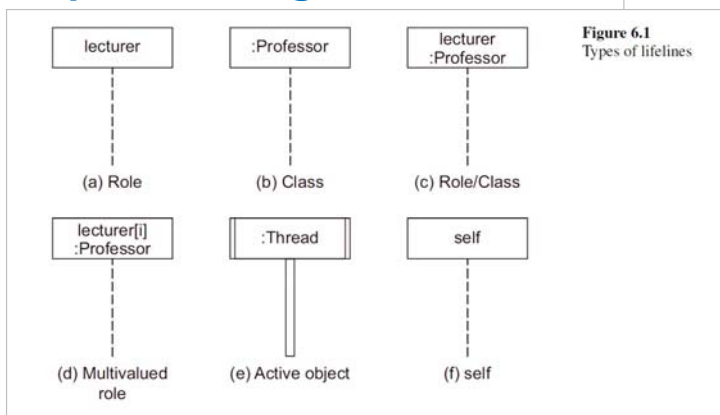 lecturer
:Professor
lecturer
:Professor
Figure 6.1
Types of lifelines
(a) Role
(b) Class
(c) Role/Class
lecturer[i]
:Professor
:Thread
self
(d) Multivalued
role
(e) Active object
(f) self